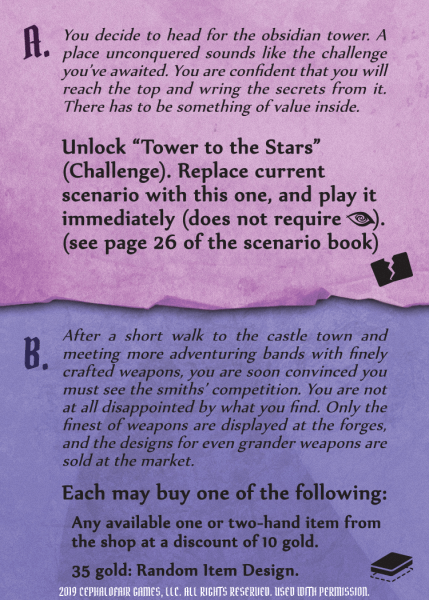 A.
You decide to head for the obsidian tower. A
place unconquered sounds like the challenge
you've awaited. You are confident that you will
reach the top and wring the secrets from it.
There has to be something of value inside.
Unlock “Tower to the Stars”
(Challenge). Replace current
scenario with this one, and play it
immediately (does not require ).
(see page 26 of the scenario book)
B.
After a short walk to the castle town and
meeting more adventuring bands with finely
crafted weapons, you are soon convinced you
must see the smiths' competition. You are not
at all disappointed by what you find. Only the
finest of weapons are displayed at the forges,
and the designs for even grander weapons are
sold at the market.
Each may buy one of the following:
Any available one or two-hand item from
the shop at a discount of 10 gold.
35 gold: Random Item Design.
2019 CEPHALOFAIR GAMES, LLC. ALL RIGHTS RESERVED. USED WITH PERMISSION.